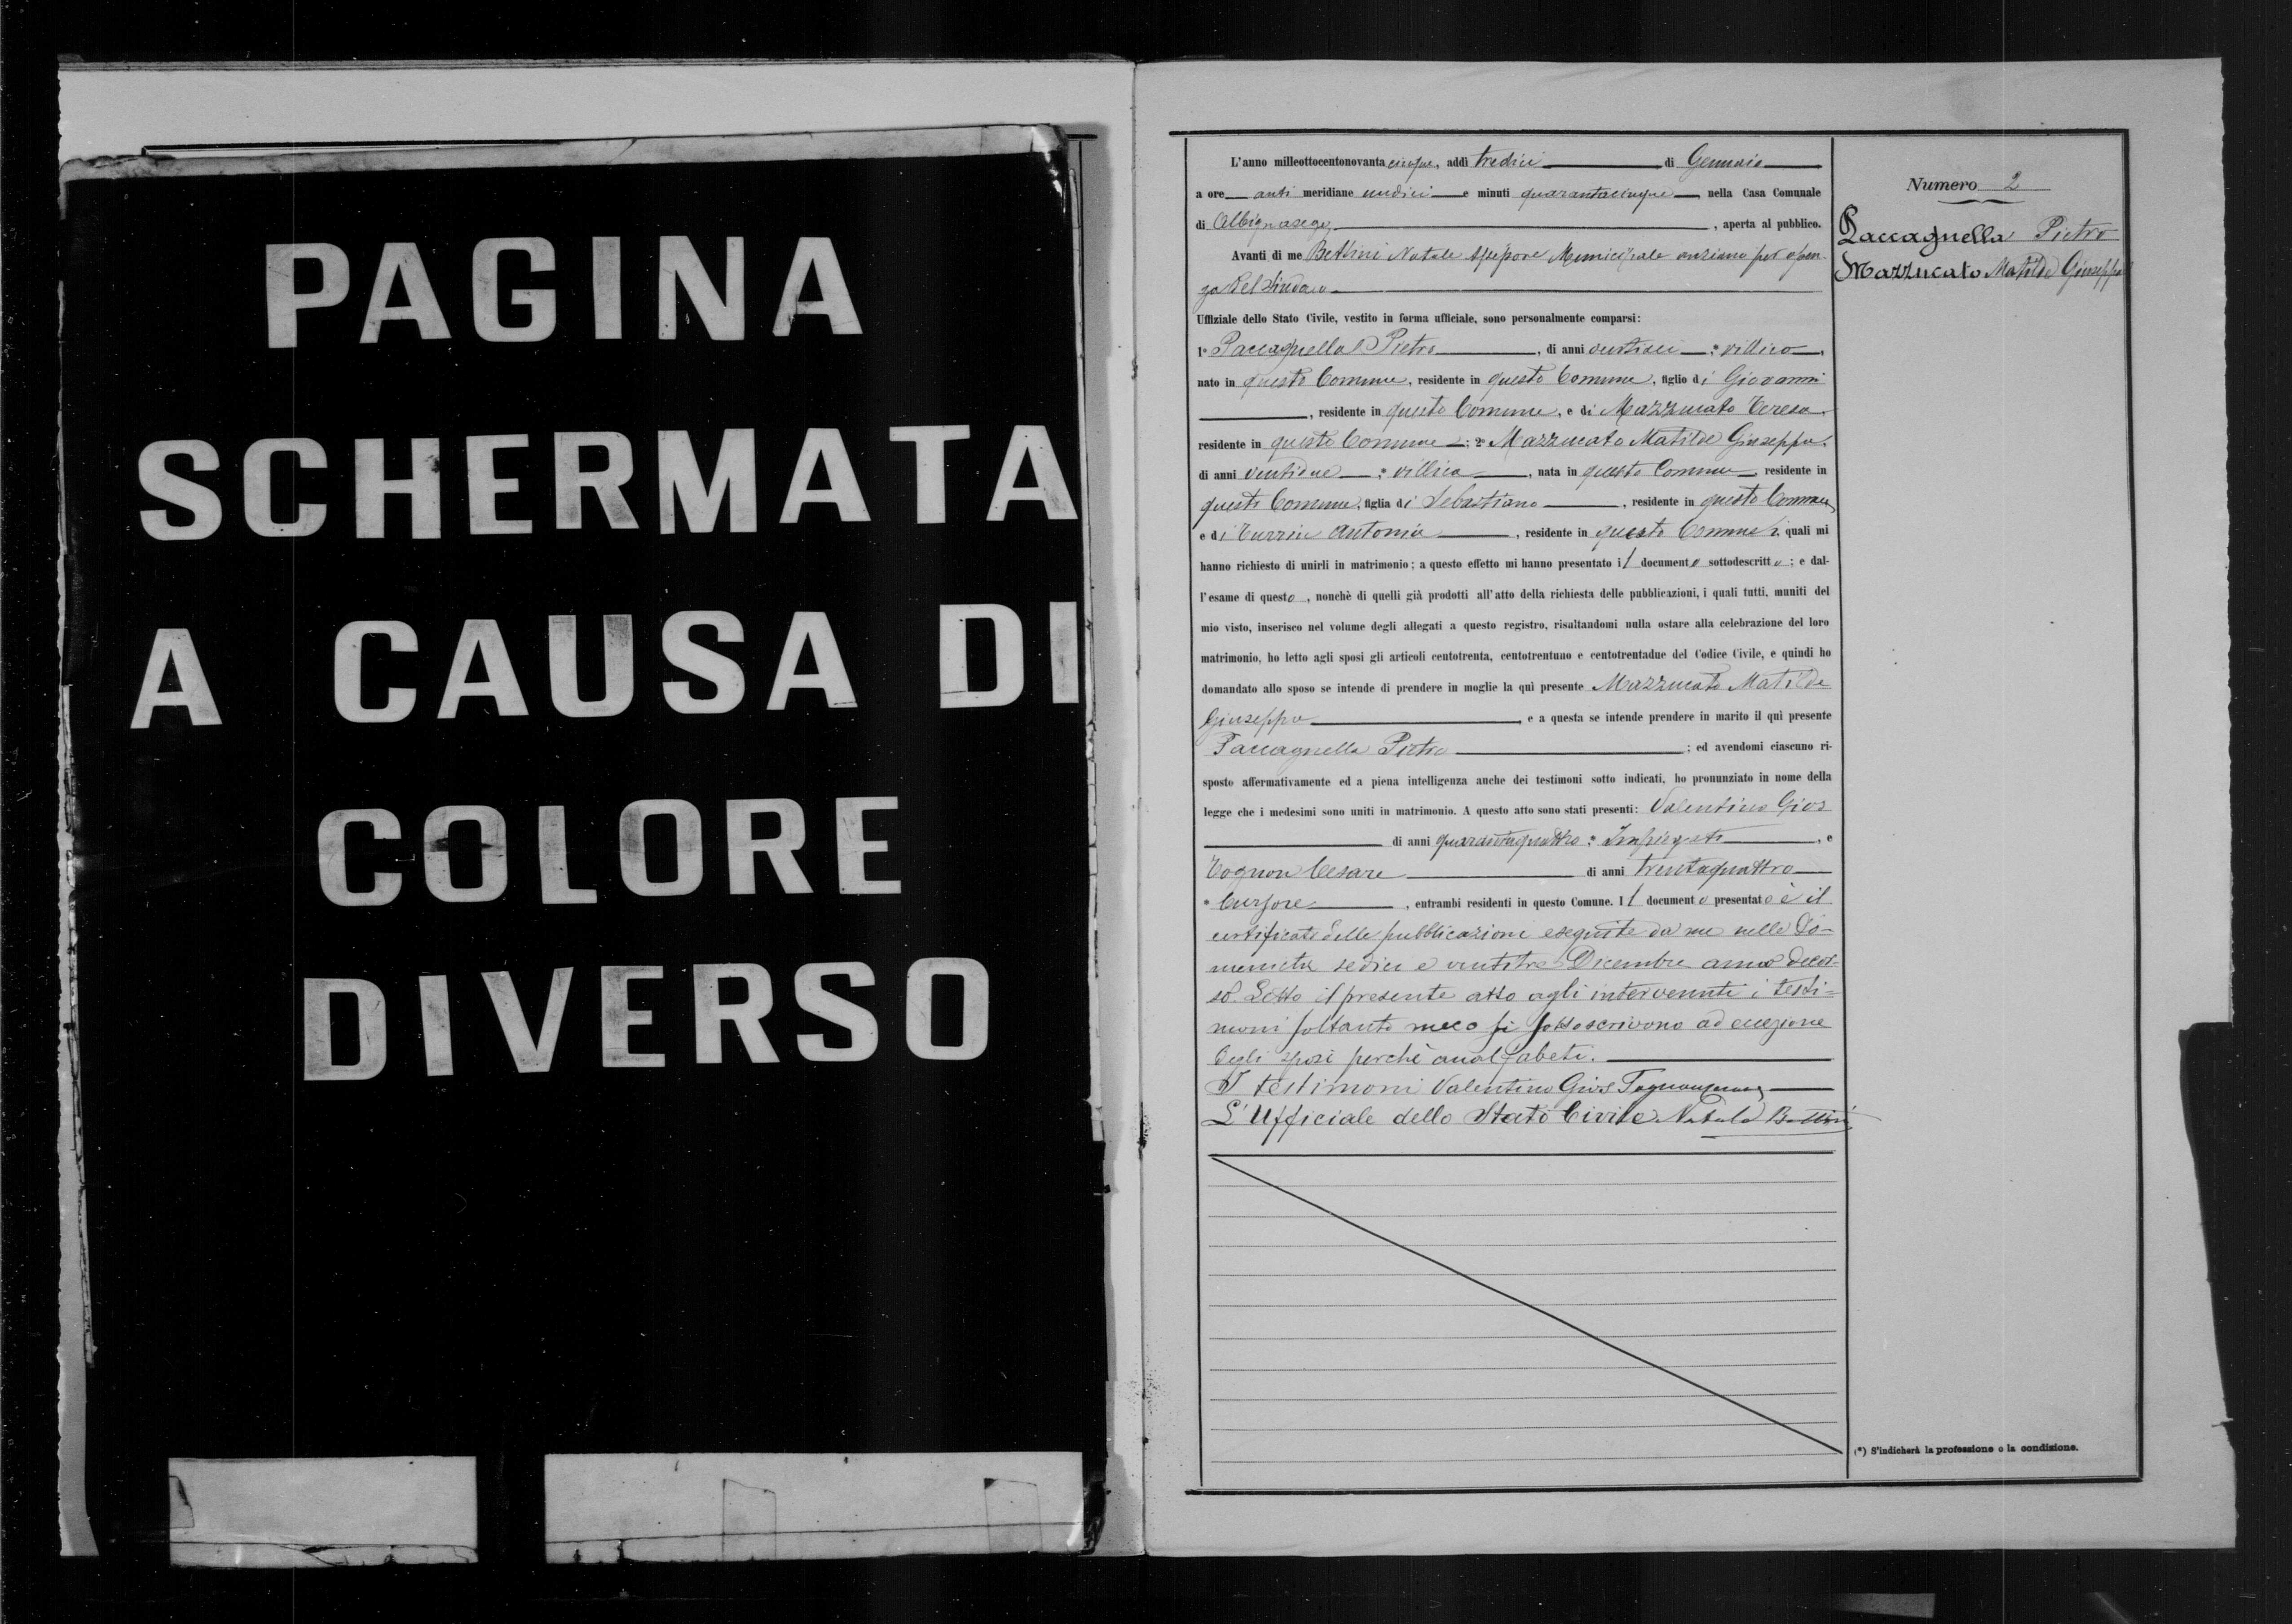 PAGINA
SCHERMATA
A CAUSA DI
COLORE
DIVERSO
L'anno milleottocentonovanta cinque, addì tredici di Gennaio
a ore anti meridiane undici e minuti quarantacinque, nella Casa Comunale
di Albignasego, aperta al pubblico.
Avanti di me Bettini Natale Assessore Municipale anziano per assen-
za del Sindaco
Uffiziale dello Stato Civile, vestito in forma ufficiale, sono personalmente comparsi:
1° Paccagnella Pietro, di anni ventisei; * villico,
nato in questo Comune, residente in questo Comune, figlio di Giovanni
, residente in questo Comune, e di Mazzucato Teresa,
residente in questo Comune; 2° Mazzucato Matilde Giuseppa,
di anni ventidue; * villica, nata in questo Comune, residente in
questo Comune, figlia di Sebastiano, residente in questo Comune,
e di Turrin Antonia, residente in questo Comune i quali mi
hanno richiesto di unirli in matrimonio; a questo effetto mi hanno presentato il documento sottodescritto; e dal-
l'esame di questo, nonchè di quelli già prodotti all'atto della richiesta delle pubblicazioni, i quali tutti, muniti del
mio visto, inserisco nel volume degli allegati a questo registro, risultandomi nulla ostare alla celebrazione del loro
matrimonio, ho letto agli sposi gli articoli centotrenta, centotrentuno e centotrentadue del Codice Civile, e quindi ho
domandato allo sposo se intende di prendere in moglie la quì presente Mazzucato Matilde
Giuseppa, e a questa se intende prendere in marito il quì presente
Paccagnella Pietro; ed avendomi ciascuno ri-
sposto affermativamente ed a piena intelligenza anche dei testimoni sotto indicati, ho pronunziato in nome della
legge che i medesimi sono uniti in matrimonio. A questo atto sono stati presenti: Valentino Gios
di anni quarantaquattro * Impiegato, e
Tognon Cesare di anni trentaquattro
* Cursore, entrambi residenti in questo Comune. Il documento presentato è il
certificato delle pubblicazioni eseguite da me nelle Do-
meniche sedici e ventitre Dicembre anno decor-
so. Letto il presente atto agli intervenuti i testi=
moni soltanto meco si sottoscrivono ad eccezione
degli sposi perchè analfabeti.
I testimoni Valentino Gios Tognon Cesare
L'Ufficiale dello Stato Civile Natale Bettini
Numero 2
Paccagnella Pietro
Mazzucato Matilde Giuseppa
(*) S'indicherà la professione o la condizione.